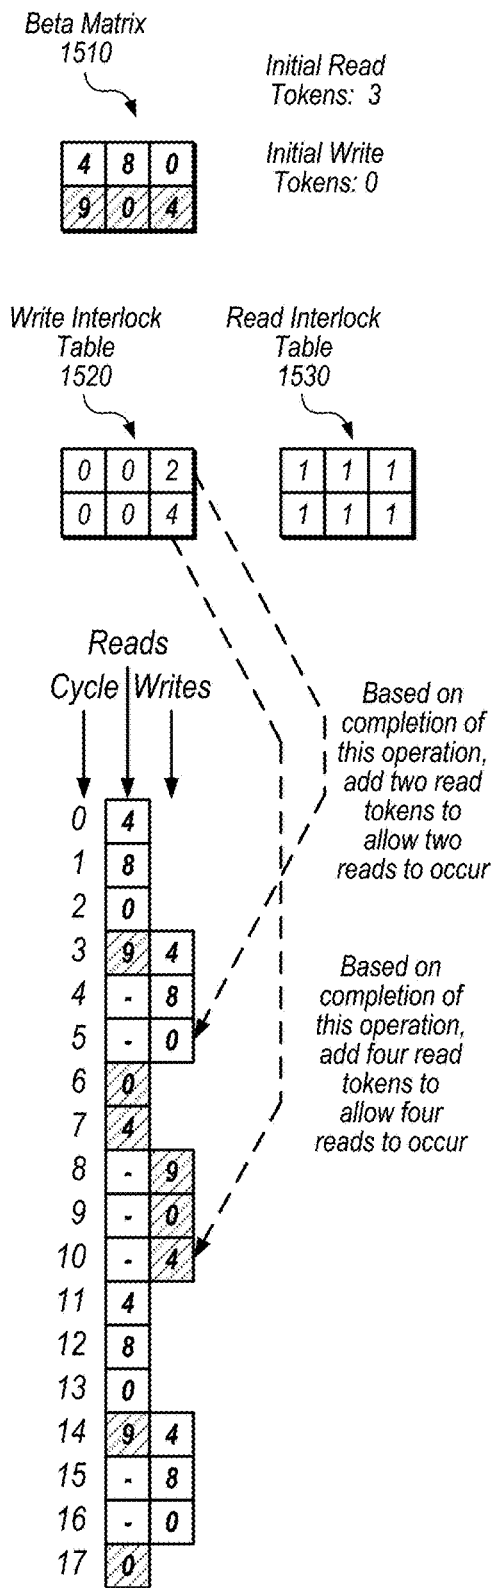 Beta Matrix
1510
Initial Read
Tokens: 3
Initial Write
Tokens: 0
4 8 0
9 0 4
Write Interlock
Table
1520
Read Interlock
Table
1530
0 0 2
0 0 4
1 1 1
1 1 1
Reads
Cycle Writes
Based on
completion of
this operation,
add two read
tokens to
allow two
reads to occur
0 4
1 8
2 0
3 9 4
4 - 8
5 - 0
6 0
7 4
8 - 9
9 - 0
10 - 4
11 4
12 8
13 0
14 9 4
15 - 8
16 - 0
17 0
Based on
completion of
this operation,
add four read
tokens to
allow four
reads to occur